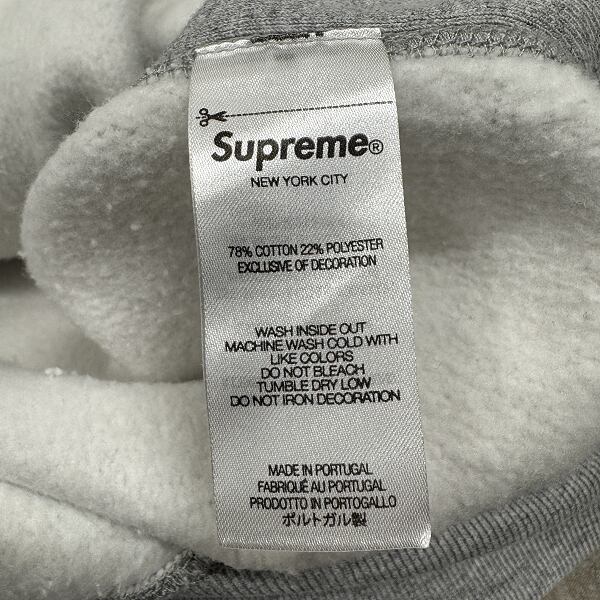 Supreme®
NEW YORK CITY
78% COTTON 22% POLYESTER
EXCLUSIVE OF DECORATION
WASH INSIDE OUT
MACHINE WASH COLD WITH
LIKE COLORS
DO NOT BLEACH
TUMBLE DRY LOW
DO NOT IRON DECORATION
MADE IN PORTUGAL
FABRIQUÉ AU PORTUGAL
PRODOTTO IN PORTOGALLO
ポルトガル製